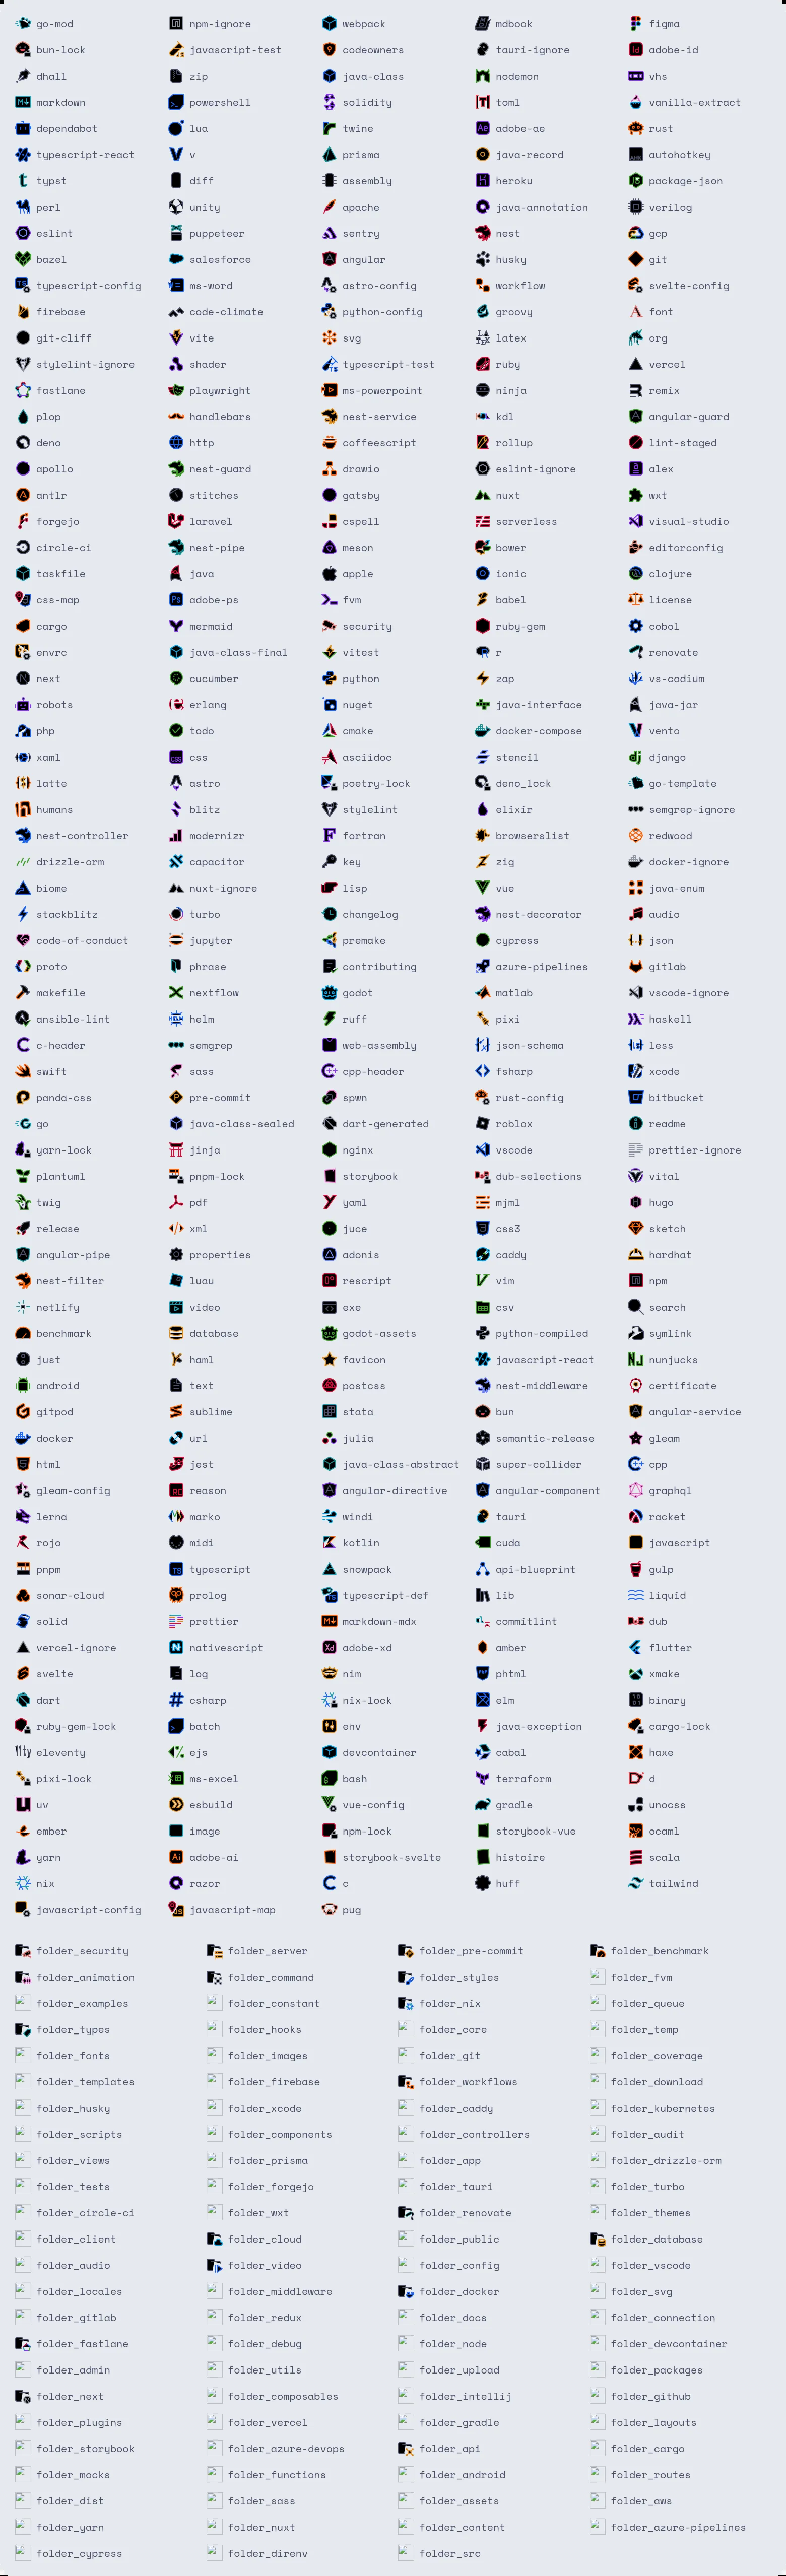 go-mod npm-ignore webpack mdbook figma
bun-lock javascript-test codeowners tauri-ignore adobe-id
dhall zip java-class nodemon vhs
markdown powershell solidity toml vanilla-extract
dependabot lua twine adobe-ae rust
typescript-react v prisma java-record autohotkey
typst diff assembly heroku package-json
perl unity apache java-annotation verilog
eslint puppeteer sentry nest gcp
bazel salesforce angular husky git
typescript-config ms-word astro-config workflow svelte-config
firebase code-climate python-config groovy font
git-cliff vite svg latex org
stylelint-ignore shader typescript-test ruby vercel
fastlane playwright ms-powerpoint ninja remix
plop handlebars nest-service kdl angular-guard
deno http coffeescript rollup lint-staged
apollo nest-guard drawio eslint-ignore alex
antlr stitches gatsby nuxt wxt
forgejo laravel cspell serverless visual-studio
circle-ci nest-pipe meson bower editorconfig
taskfile java apple ionic clojure
css-map adobe-ps fvm babel license
cargo mermaid security ruby-gem cobol
envrc java-class-final vitest r renovate
next cucumber python zap vs-codium
robots erlang nuget java-interface java-jar
php todo cmake docker-compose vento
xaml css asciidoc stencil django
latte astro poetry-lock deno_lock go-template
humans blitz stylelint elixir semgrep-ignore
nest-controller modernizr fortran browserslist redwood
drizzle-orm capacitor key zig docker-ignore
biome nuxt-ignore lisp vue java-enum
stackblitz turbo changelog nest-decorator audio
code-of-conduct jupyter premake cypress json
proto phrase contributing azure-pipelines gitlab
makefile nextflow godot matlab vscode-ignore
ansible-lint helm ruff pixi haskell
c-header semgrep web-assembly json-schema less
swift sass cpp-header fsharp xcode
panda-css pre-commit spwn rust-config bitbucket
go java-class-sealed dart-generated roblox readme
yarn-lock jinja nginx vscode prettier-ignore
plantuml pnpm-lock storybook dub-selections vital
twig pdf yaml mjml hugo
release xml juce css3 sketch
angular-pipe properties adonis caddy hardhat
nest-filter luau rescript vim npm
netlify video exe csv search
benchmark database godot-assets python-compiled symlink
just haml favicon javascript-react nunjucks
android text postcss nest-middleware certificate
gitpod sublime stata bun angular-service
docker url julia semantic-release gleam
html jest java-class-abstract super-collider cpp
gleam-config reason angular-directive angular-component graphql
lerna marko windi tauri racket
rojo midi kotlin cuda javascript
pnpm typescript snowpack api-blueprint gulp
sonar-cloud prolog typescript-def lib liquid
solid prettier markdown-mdx commitlint dub
vercel-ignore nativescript adobe-xd amber flutter
svelte log nim phtml xmake
dart csharp nix-lock elm binary
ruby-gem-lock batch env java-exception cargo-lock
eleventy ejs devcontainer cabal haxe
pixi-lock ms-excel bash terraform d
uv esbuild vue-config gradle unocss
ember image npm-lock storybook-vue ocaml
yarn adobe-ai storybook-svelte histoire scala
nix razor c huff tailwind
javascript-config javascript-map pug
folder_security folder_server folder_pre-commit folder_benchmark
folder_animation folder_command folder_styles folder_fvm
folder_examples folder_constant folder_nix folder_queue
folder_types folder_hooks folder_core folder_temp
folder_fonts folder_images folder_git folder_coverage
folder_templates folder_firebase folder_workflows folder_download
folder_husky folder_xcode folder_caddy folder_kubernetes
folder_scripts folder_components folder_controllers folder_audit
folder_views folder_prisma folder_app folder_drizzle-orm
folder_tests folder_forgejo folder_tauri folder_turbo
folder_circle-ci folder_wxt folder_renovate folder_themes
folder_client folder_cloud folder_public folder_database
folder_audio folder_video folder_config folder_vscode
folder_locales folder_middleware folder_docker folder_svg
folder_gitlab folder_redux folder_docs folder_connection
folder_fastlane folder_debug folder_node folder_devcontainer
folder_admin folder_utils folder_upload folder_packages
folder_next folder_composables folder_intellij folder_github
folder_plugins folder_vercel folder_gradle folder_layouts
folder_storybook folder_azure-devops folder_api folder_cargo
folder_mocks folder_functions folder_android folder_routes
folder_dist folder_sass folder_assets folder_aws
folder_yarn folder_nuxt folder_content folder_azure-pipelines
folder_cypress folder_direnv folder_src